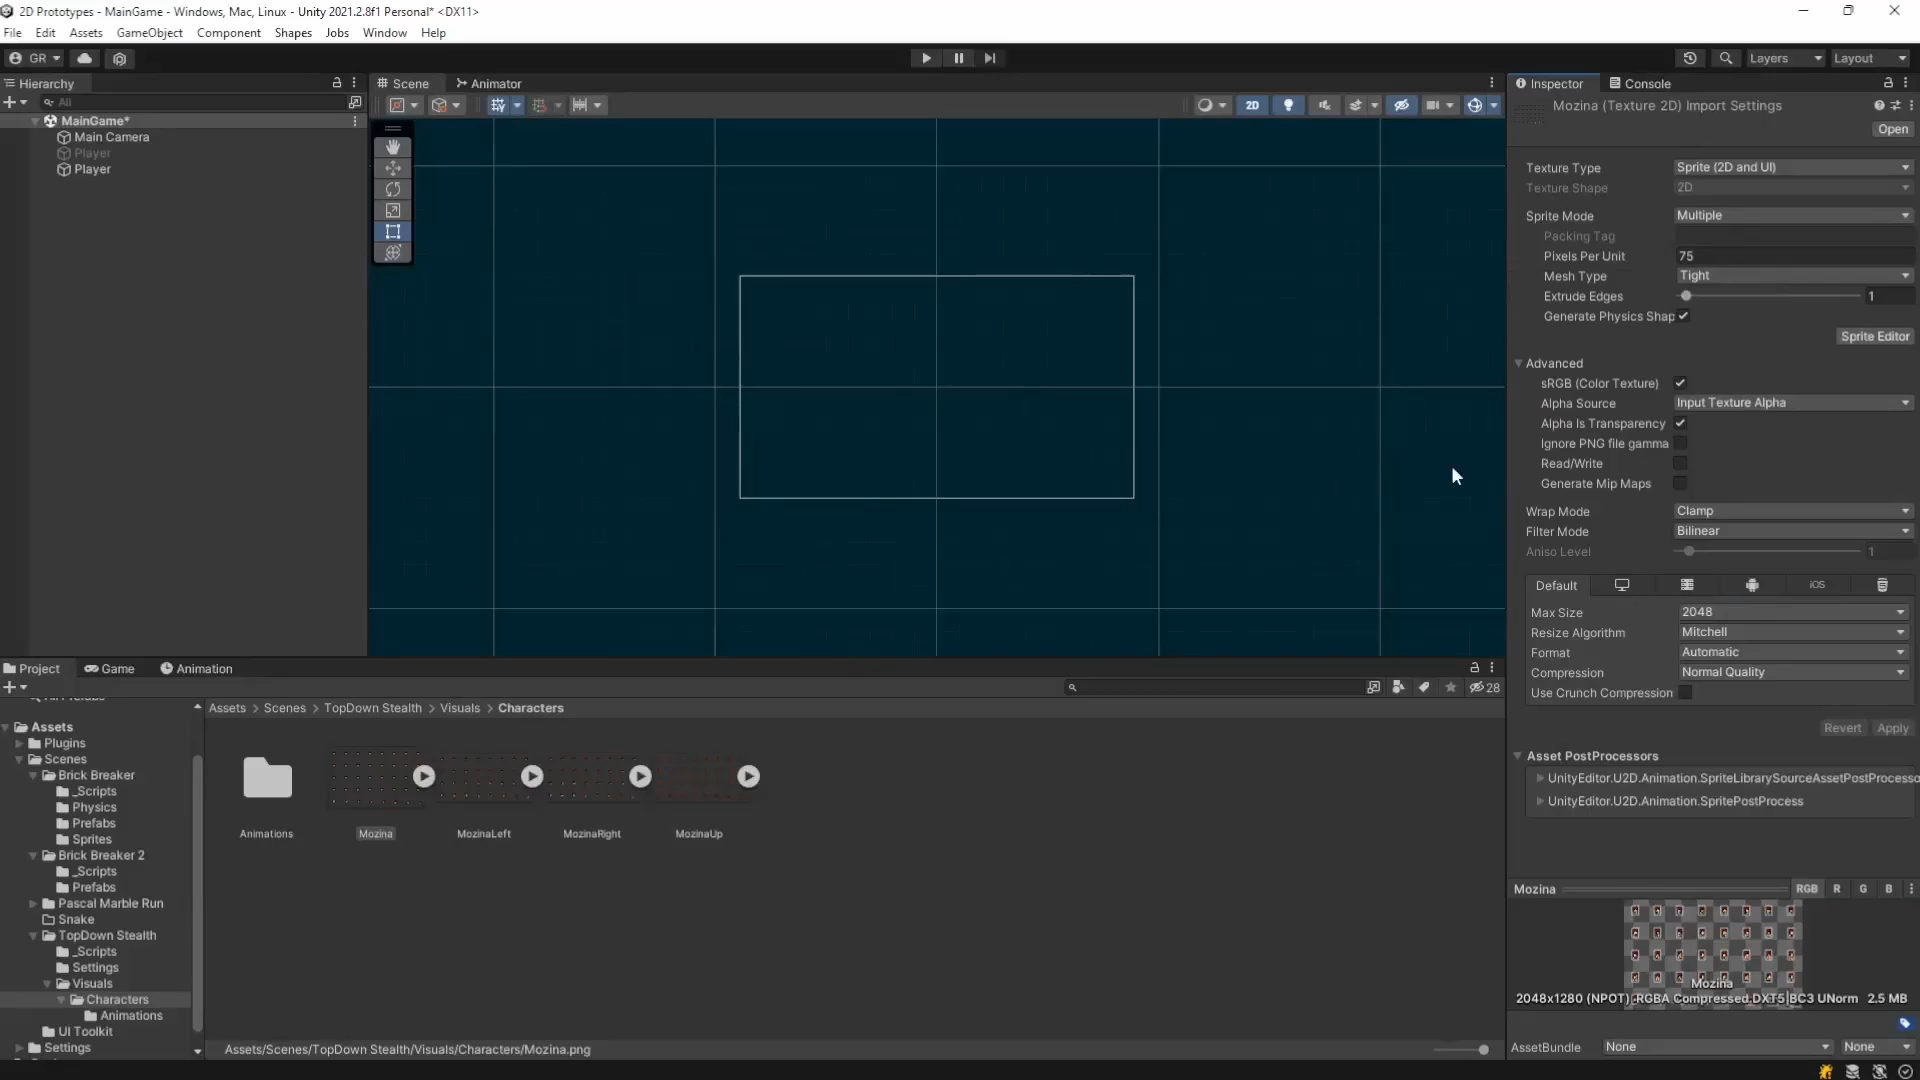 2D Prototypes - MainGame - Windows, Mac, Linux - Unity 2021.2.8f1 Personal* <DX11>
File Edit Assets GameObject Component Shapes Jobs Window Help
GR Layers Layout
Hierarchy
All
MainGame*
Main Camera
Player
Player
Scene Animator
2D
Inspector Console
Mozina (Texture 2D) Import Settings
Open
Texture Type Sprite (2D and UI)
Texture Shape 2D
Sprite Mode Multiple
Packing Tag
Pixels Per Unit 75
Mesh Type Tight
Extrude Edges 1
Generate Physics Shap
Sprite Editor
Advanced
sRGB (Color Texture)
Alpha Source Input Texture Alpha
Alpha Is Transparency
Ignore PNG file gamma
Read/Write
Generate Mip Maps
Wrap Mode Clamp
Filter Mode Bilinear
Aniso Level 1
Default iOS
Max Size 2048
Resize Algorithm Mitchell
Format Automatic
Compression Normal Quality
Use Crunch Compression
Revert Apply
Asset PostProcessors
UnityEditor.U2D.Animation.SpriteLibrarySourceAssetPostProcesso
UnityEditor.U2D.Animation.SpritePostProcess
Mozina RGB R G B
Mozina
2048x1280 (NPOT) RGBA Compressed DXT5|BC3 UNorm 2.5 MB
AssetBundle None None
Project Game Animation
28
Assets
Plugins
Scenes
Brick Breaker
_Scripts
Physics
Prefabs
Sprites
Brick Breaker 2
_Scripts
Prefabs
Pascal Marble Run
Snake
TopDown Stealth
_Scripts
Settings
Visuals
Characters
Animations
UI Toolkit
Settings
Assets > Scenes > TopDown Stealth > Visuals > Characters
Animations Mozina MozinaLeft MozinaRight MozinaUp
Assets/Scenes/TopDown Stealth/Visuals/Characters/Mozina.png